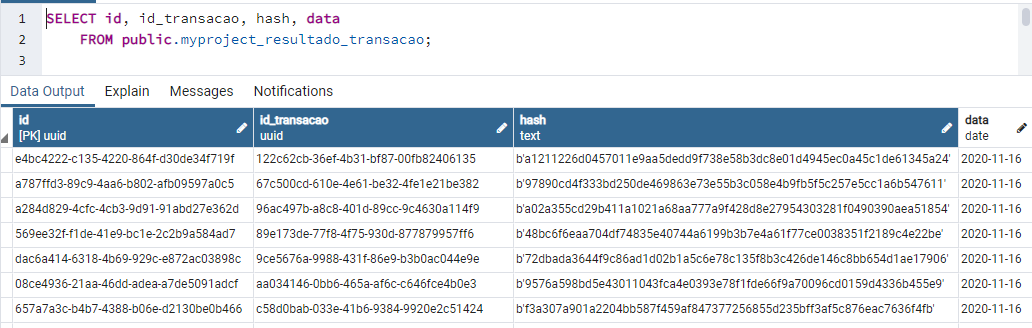 1 SELECT id, id_transacao, hash, data
2 FROM public.myproject_resultado_transacao;
3
Data Output Explain Messages Notifications
id id_transacao hash data
[PK] uuid uuid text date
e4bc4222-c135-4220-864f-d30de34f719f 122c62cb-36ef-4b31-bf87-00fb82406135 b'a1211226d0457011e9aa5dedd9f738e58b3dc8e01d4945ec0a45c1de61345a24' 2020-11-16
a787ffd3-89c9-4aa6-b802-afb09597a0c5 67c500cd-610e-4e61-be32-4fe1e21be382 b'97890cd4f333bd250de469863e73e55b3c058e4b9fb5f5c257e5cc1a6b547611' 2020-11-16
a284d829-4cfc-4cb3-9d91-91abd27e362d 96ac497b-a8c8-401d-89cc-9c4630a114f9 b'a02a355cd29b411a1021a68aa777a9f428d8e27954303281f0490390aea51854' 2020-11-16
569ee32f-f1de-41e9-bc1e-2c2b9a584ad7 89e173de-77f8-4f75-930d-877879957ff6 b'48bc6f6eaa704df74835e40744a6199b3b7e4a61f77ce0038351f2189c4e22be' 2020-11-16
dac6a414-6318-4b69-929c-e872ac03898c 9ce5676a-9988-431f-86e9-b3b0ac044e9e b'72dbada3644f9c86ad1d02b1a5c6e78c135f8b3c426de146c8bb654d1ae17906' 2020-11-16
08ce4936-21aa-46dd-adea-a7de5091adcf aa034146-0bb6-465a-af6c-c646fce4b0e3 b'9576a598bd5e43011043fca4e0393e78f1fde66f9a70096cd0159d4336b455e9' 2020-11-16
657a7a3c-b4b7-4388-b06e-d2130be0b466 c58d0bab-033e-41b6-9384-9920e2c51424 b'f3a307a901a2204bb587f459af847377256855d235bff3af5c876eac7636f4fb' 2020-11-16